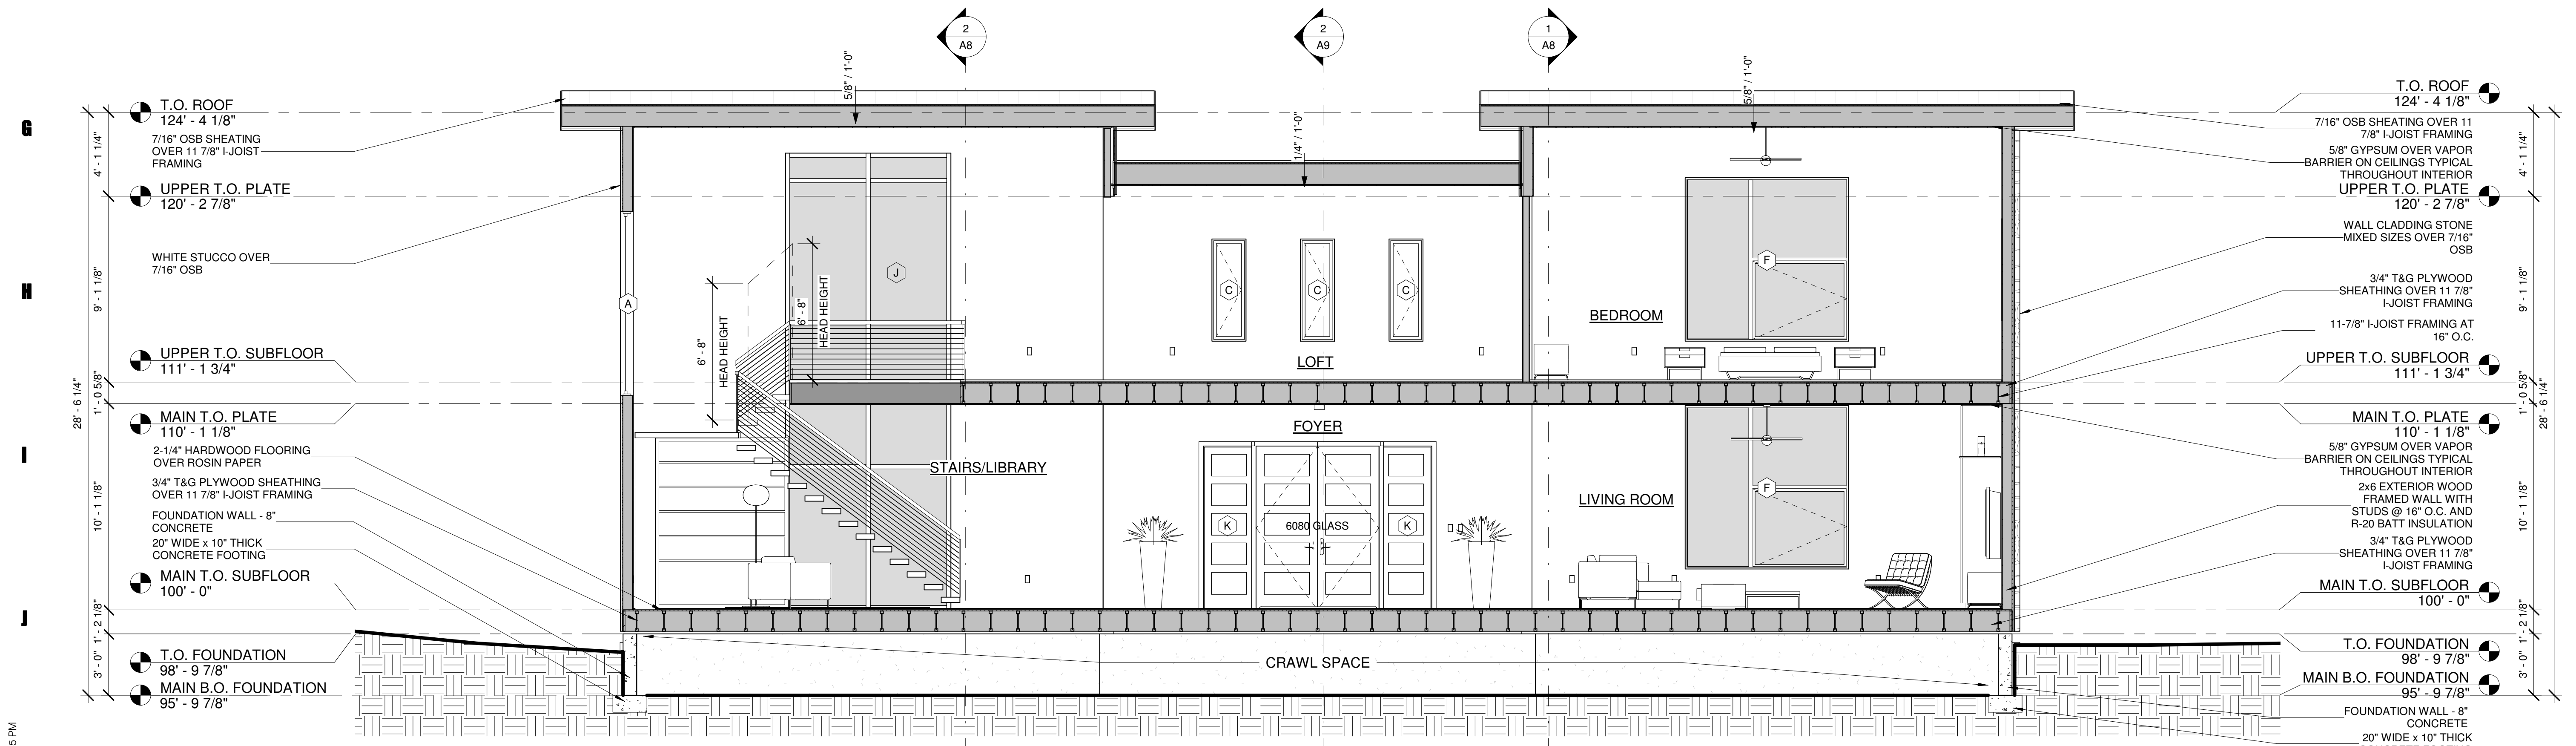 2
A8
2
A9
1
A8
5/8" / 1'-0"
5/8" / 1'-0"
1/4" / 1'-0"
G
H
I
J
T.O. ROOF
124' - 4 1/8"
7/16" OSB SHEATING
OVER 11 7/8" I-JOIST
FRAMING
UPPER T.O. PLATE
120' - 2 7/8"
WHITE STUCCO OVER
7/16" OSB
UPPER T.O. SUBFLOOR
111' - 1 3/4"
MAIN T.O. PLATE
110' - 1 1/8"
2-1/4" HARDWOOD FLOORING
OVER ROSIN PAPER
3/4" T&G PLYWOOD SHEATHING
OVER 11 7/8" I-JOIST FRAMING
FOUNDATION WALL - 8"
CONCRETE
20" WIDE x 10" THICK
CONCRETE FOOTING
MAIN T.O. SUBFLOOR
100' - 0"
T.O. FOUNDATION
98' - 9 7/8"
MAIN B.O. FOUNDATION
95' - 9 7/8"
28' - 6 1/4"
4' - 1 1/4"
9' - 1 1/8"
1' - 0 5/8"
10' - 1 1/8"
1' - 2 1/8"
3' - 0"
A
J
6' - 8"
HEAD HEIGHT
6' - 8"
HEAD HEIGHT
C
C
C
F
BEDROOM
LOFT
FOYER
STAIRS/LIBRARY
LIVING ROOM
F
K
6080 GLASS
K
CRAWL SPACE
T.O. ROOF
124' - 4 1/8"
7/16" OSB SHEATING OVER 11
7/8" I-JOIST FRAMING
5/8" GYPSUM OVER VAPOR
BARRIER ON CEILINGS TYPICAL
THROUGHOUT INTERIOR
UPPER T.O. PLATE
120' - 2 7/8"
WALL CLADDING STONE
MIXED SIZES OVER 7/16"
OSB
3/4" T&G PLYWOOD
SHEATHING OVER 11 7/8"
I-JOIST FRAMING
11-7/8" I-JOIST FRAMING AT
16" O.C.
UPPER T.O. SUBFLOOR
111' - 1 3/4"
MAIN T.O. PLATE
110' - 1 1/8"
5/8" GYPSUM OVER VAPOR
BARRIER ON CEILINGS TYPICAL
THROUGHOUT INTERIOR
2x6 EXTERIOR WOOD
FRAMED WALL WITH
STUDS @ 16" O.C. AND
R-20 BATT INSULATION
3/4" T&G PLYWOOD
SHEATHING OVER 11 7/8"
I-JOIST FRAMING
MAIN T.O. SUBFLOOR
100' - 0"
T.O. FOUNDATION
98' - 9 7/8"
MAIN B.O. FOUNDATION
95' - 9 7/8"
FOUNDATION WALL - 8"
CONCRETE
20" WIDE x 10" THICK
4' - 1 1/4"
9' - 1 1/8"
1' - 0 5/8"
10' - 1 1/8"
1' - 2 1/8"
3' - 0"
28' - 6 1/4"
5 PM